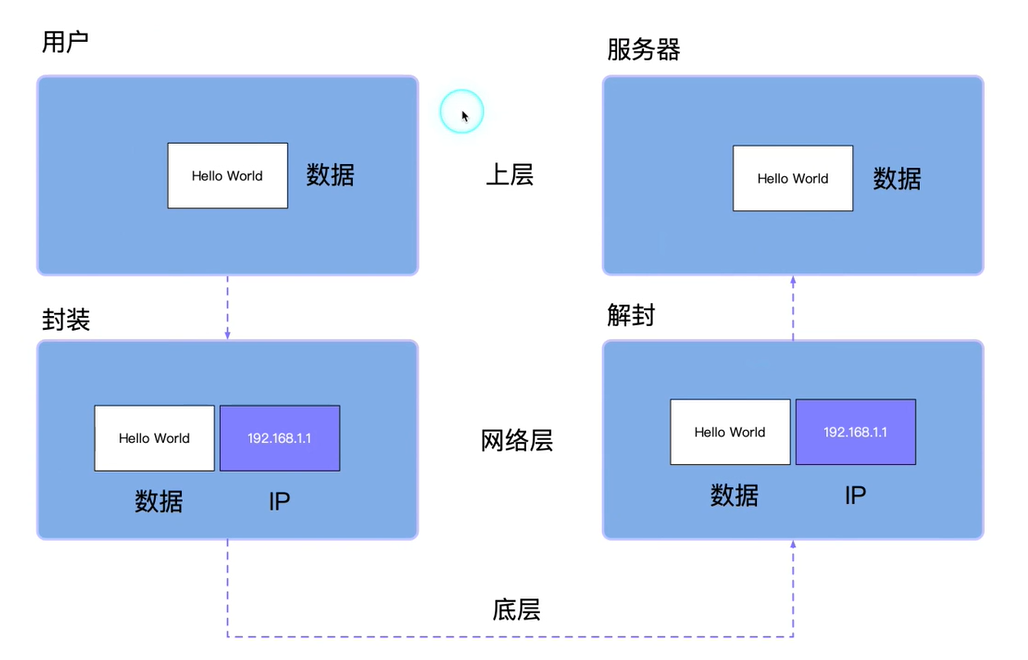 用户
服务器
Hello World
数据
上层
Hello World
数据
封装
解封
Hello World
192.168.1.1
数据
IP
网络层
Hello World
192.168.1.1
数据
IP
底层